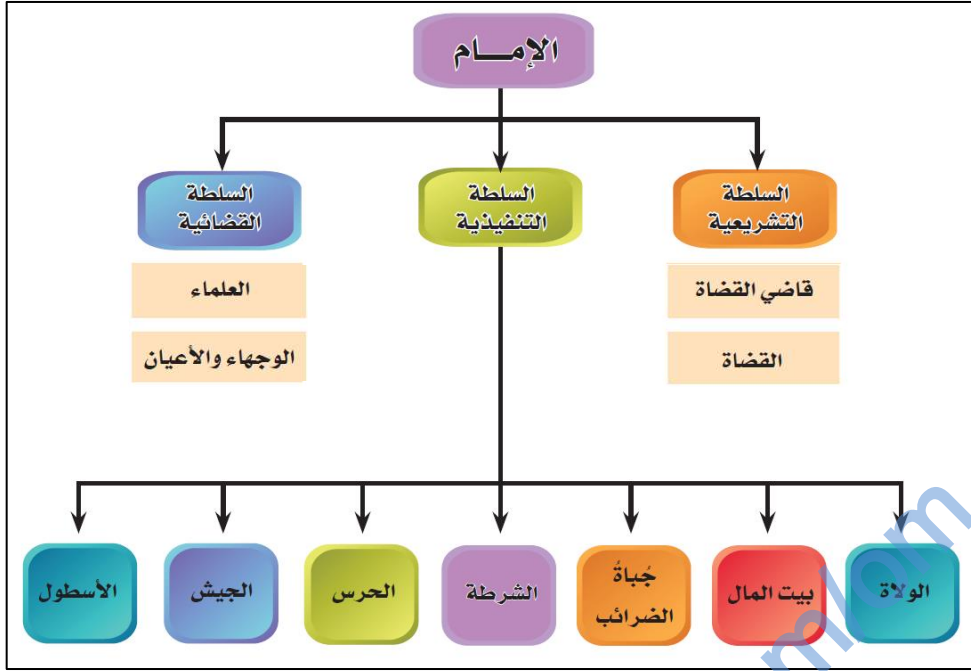 الإمـــام
السلطة
التشريعية
السلطة
التنفيذية
السلطة
القضائية
قاضي القضاة
العلماء
القضاة
الوجهاء والأعيان
الولاة
بيت المال
جُباةُ
الضرائب
الشرطة
الحرس
الجيش
الأسطول
m/om